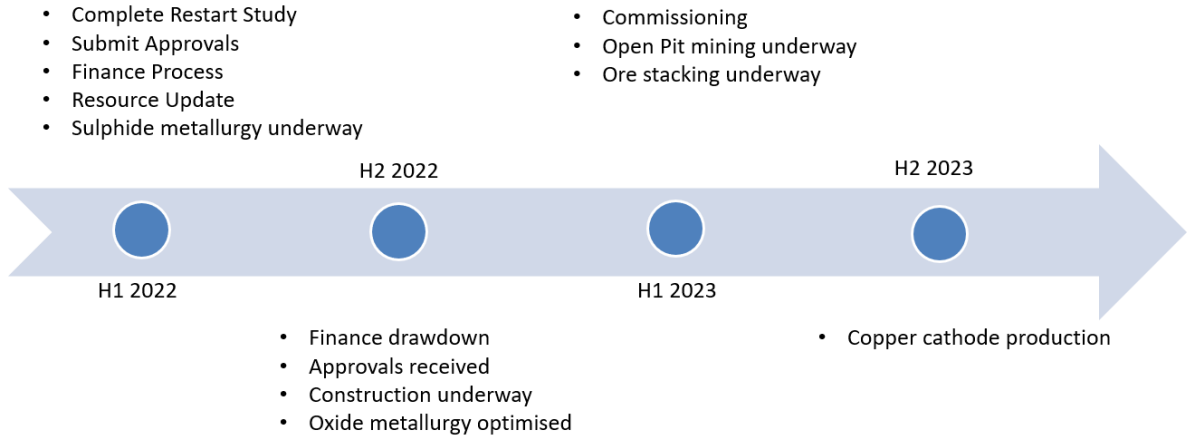 • Complete Restart Study
• Submit Approvals
• Finance Process
• Resource Update
• Sulphide metallurgy underway
• Commissioning
• Open Pit mining underway
• Ore stacking underway
H2 2022
H2 2023
H1 2022
H1 2023
• Finance drawdown
• Approvals received
• Construction underway
• Oxide metallurgy optimised
• Copper cathode production